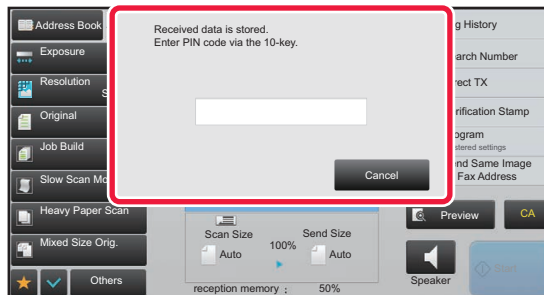 Address Book
Exposure
Resolution
S
Original
Job Build
Slow Scan Mo
Heavy Paper Scan
Mixed Size Orig.
Others
Received data is stored.
Enter PIN code via the 10-key.
Cancel
Scan Size
Send Size
100%
Auto
Auto
reception memory : 50%
g History
arch Number
rect TX
rification Stamp
ogram
stered settings
nd Same Image
Fax Address
Preview
CA
Speaker
Start